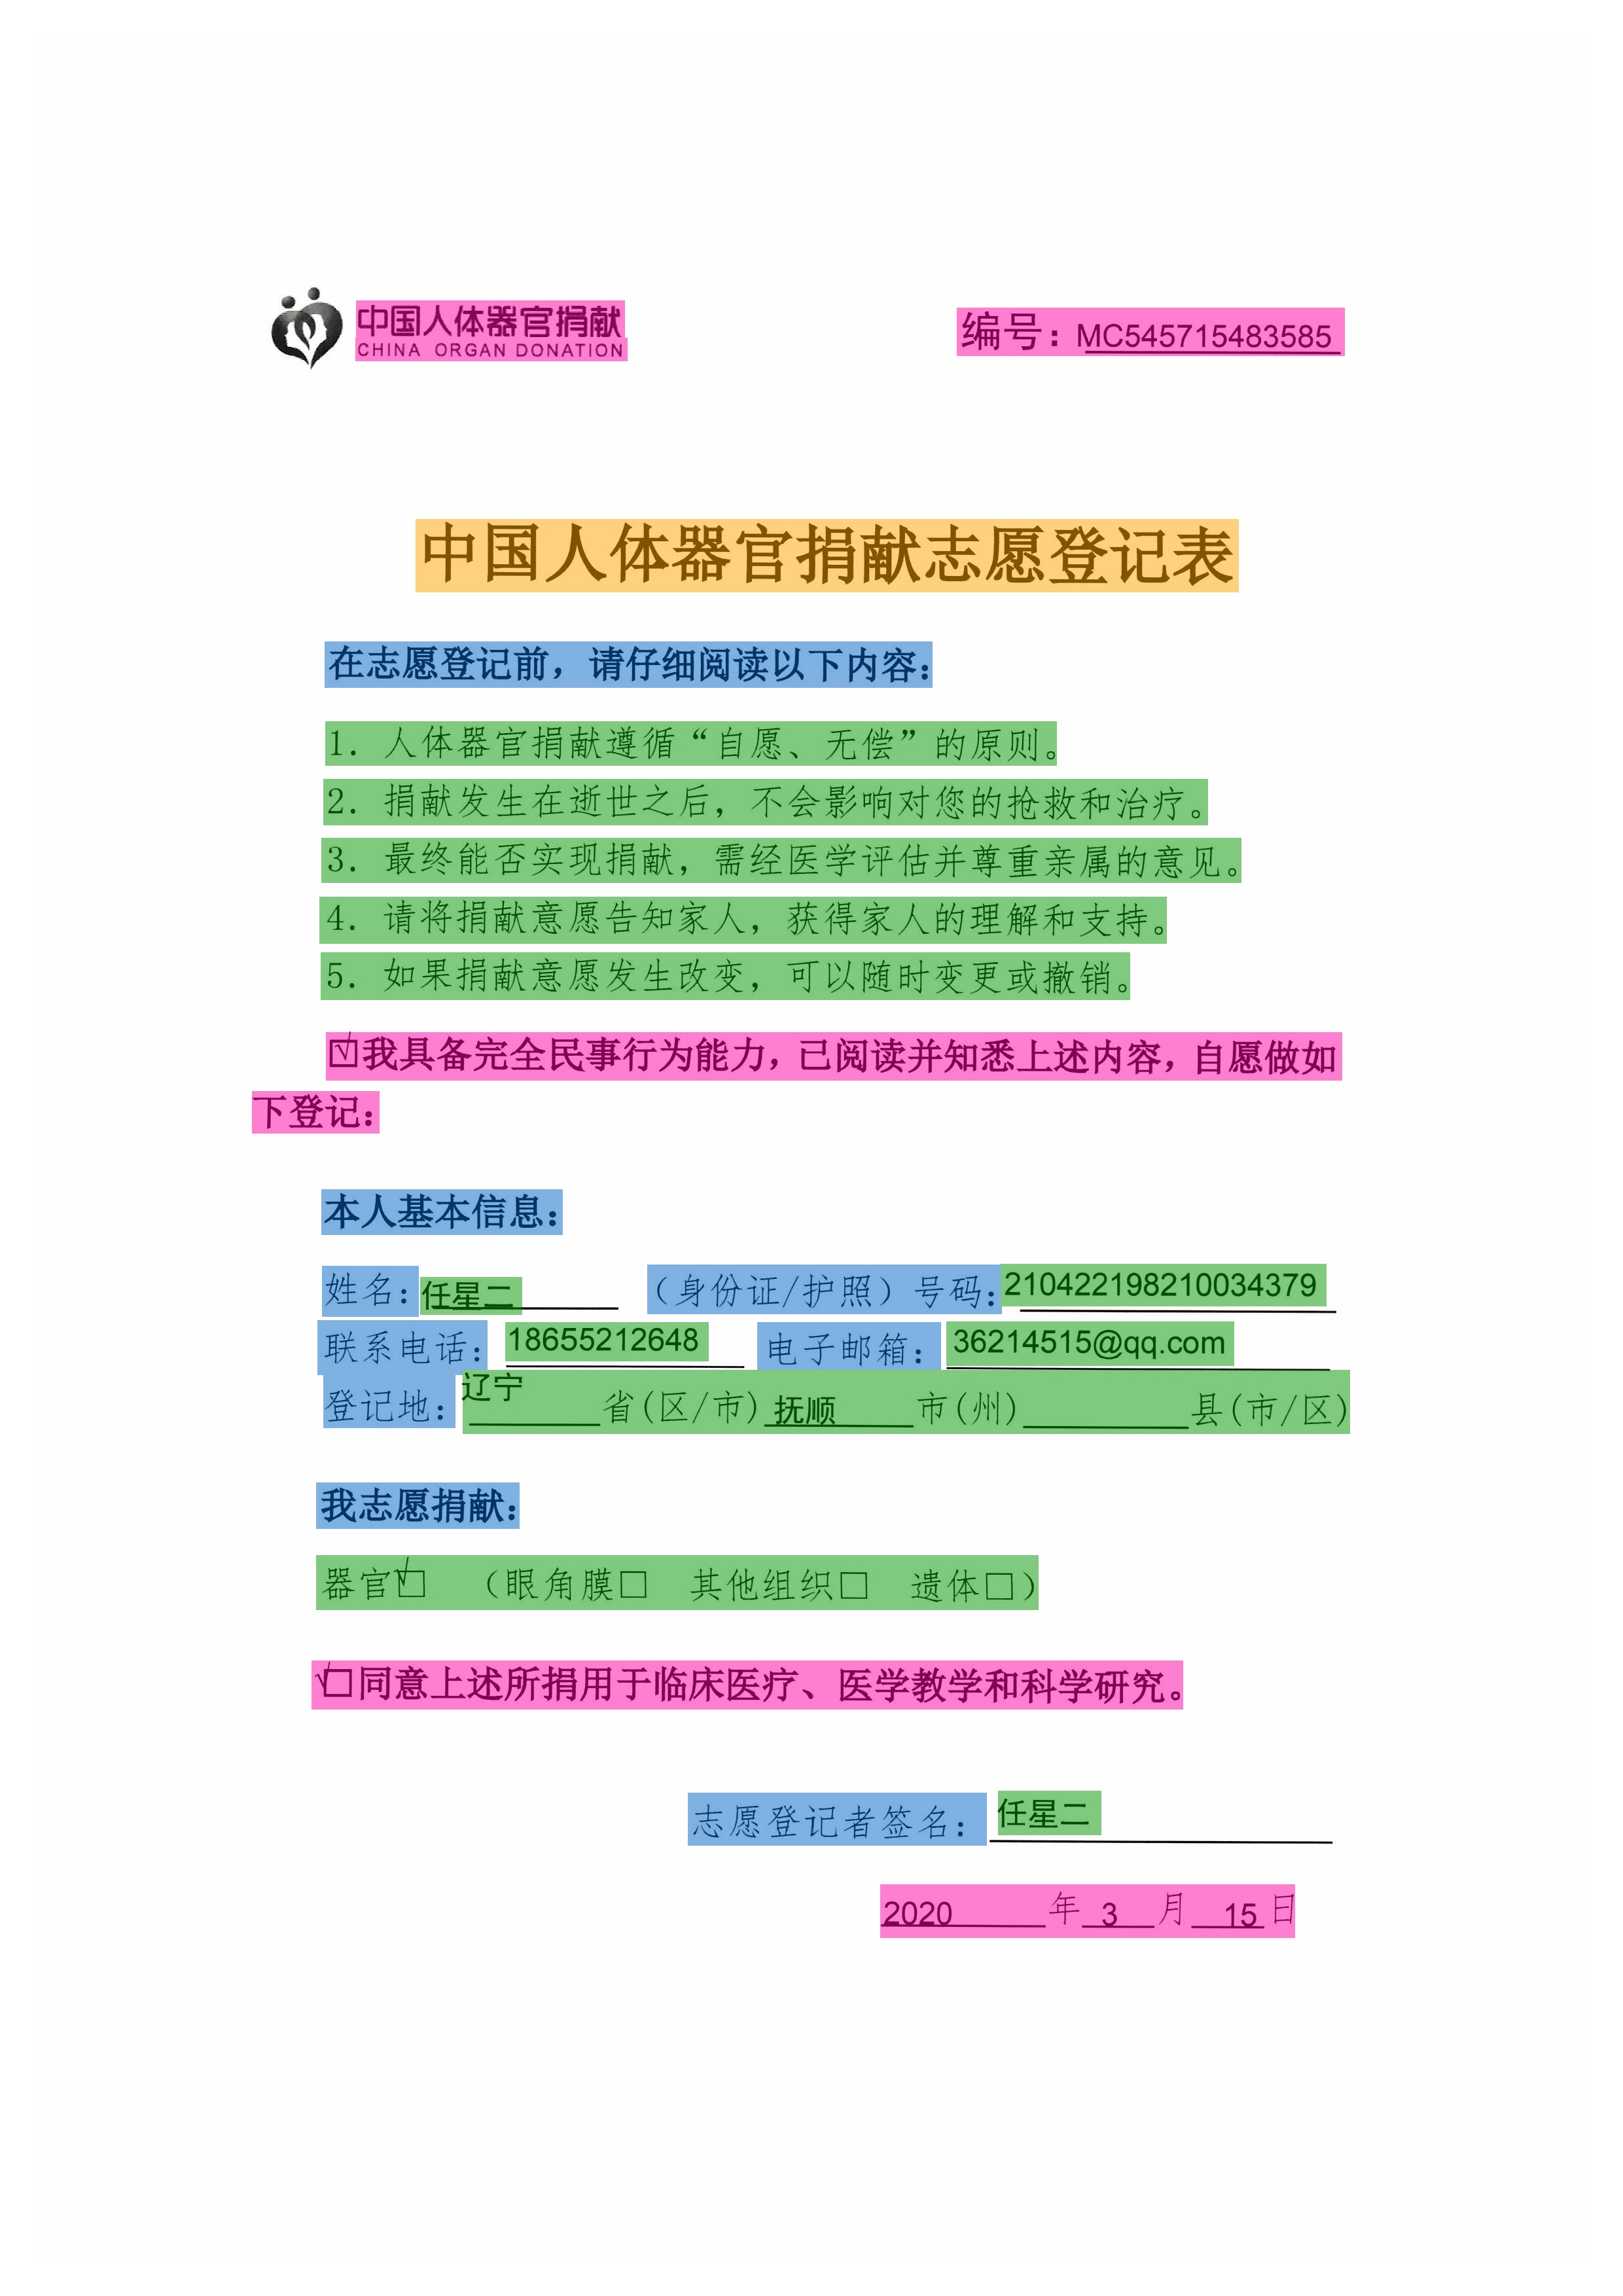 中国人体器官捐献
CHINA ORGAN DONATION
编号：MC545715483585
中国人体器官捐献志愿登记表
在志愿登记前，请仔细阅读以下内容：
1. 人体器官捐献遵循“自愿、无偿”的原则。
2. 捐献发生在逝世之后，不会影响对您的抢救和治疗。
3. 最终能否实现捐献，需经医学评估并尊重亲属的意见。
4. 请将捐献意愿告知家人，获得家人的理解和支持。
5. 如果捐献意愿发生改变，可以随时变更或撤销。
☑我具备完全民事行为能力，已阅读并知悉上述内容，自愿做如
下登记：
本人基本信息：
姓名：任星二 （身份证/护照）号码：210422198210034379
联系电话：18655212648 电子邮箱：36214515@qq.com
登记地：辽宁省(区/市)抚顺市(州)______县(市/区)
我志愿捐献：
器官☑ （眼角膜□ 其他组织□ 遗体□）
☑同意上述所捐用于临床医疗、医学教学和科学研究。
志愿登记者签名：任星二
2020年3月15日